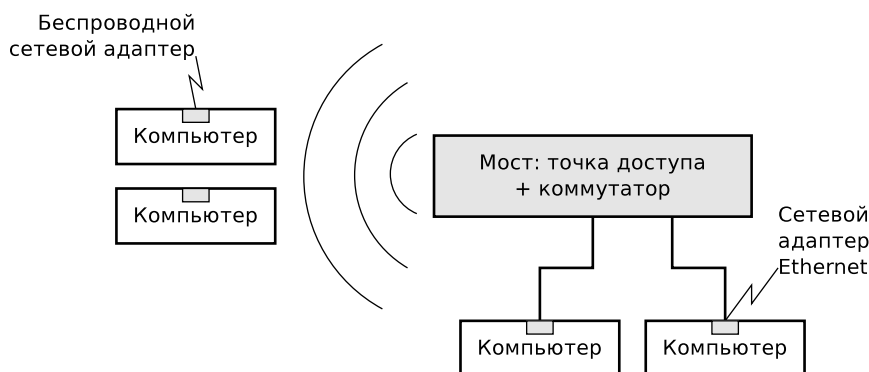 Беспроводной
сетевой адаптер
Компьютер
Мост: точка доступа
+ коммутатор
Компьютер
Сетевой
адаптер
Ethernet
Компьютер
Компьютер